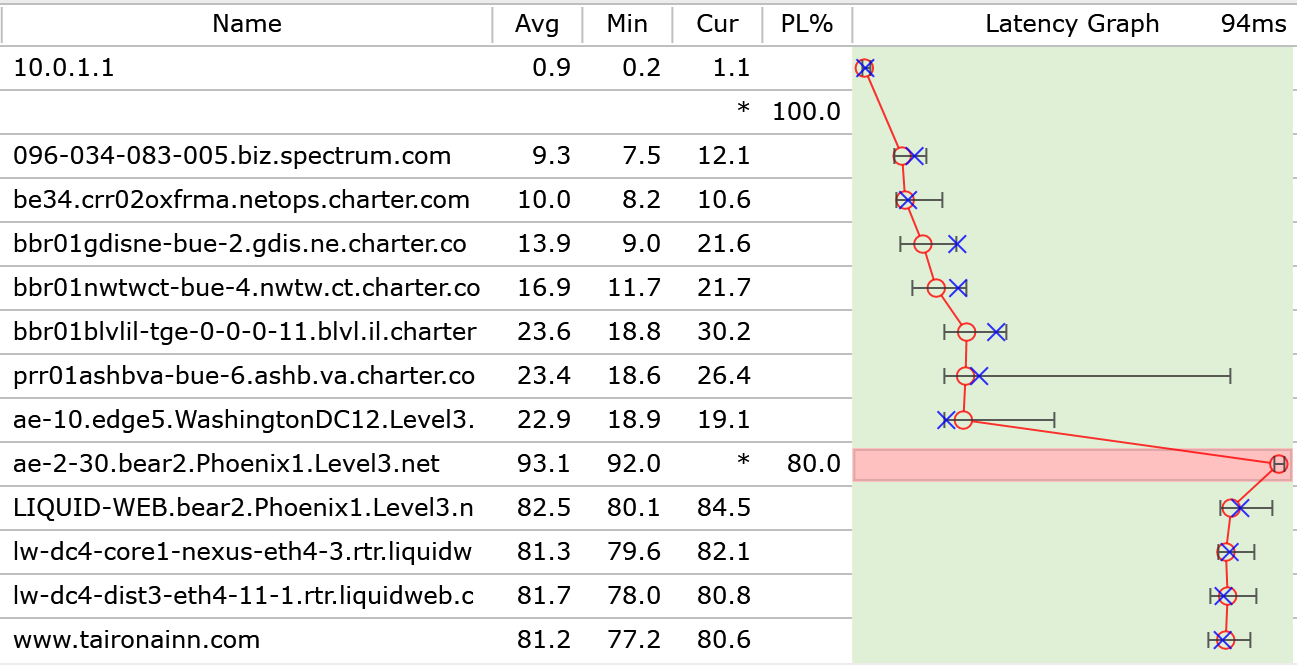 Name Avg Min Cur PL% Latency Graph 94ms
10.0.1.1 0.9 0.2 1.1
* 100.0
096-034-083-005.biz.spectrum.com 9.3 7.5 12.1
be34.crr02oxfrma.netops.charter.com 10.0 8.2 10.6
bbr01gdisne-bue-2.gdis.ne.charter.co 13.9 9.0 21.6
bbr01nwtwct-bue-4.nwtw.ct.charter.co 16.9 11.7 21.7
bbr01blvlil-tge-0-0-0-11.blvl.il.charter 23.6 18.8 30.2
prr01ashbva-bue-6.ashb.va.charter.co 23.4 18.6 26.4
ae-10.edge5.WashingtonDC12.Level3. 22.9 18.9 19.1
ae-2-30.bear2.Phoenix1.Level3.net 93.1 92.0 * 80.0
LIQUID-WEB.bear2.Phoenix1.Level3.n 82.5 80.1 84.5
lw-dc4-core1-nexus-eth4-3.rtr.liquidw 81.3 79.6 82.1
lw-dc4-dist3-eth4-11-1.rtr.liquidweb.c 81.7 78.0 80.8
www.taironainn.com 81.2 77.2 80.6